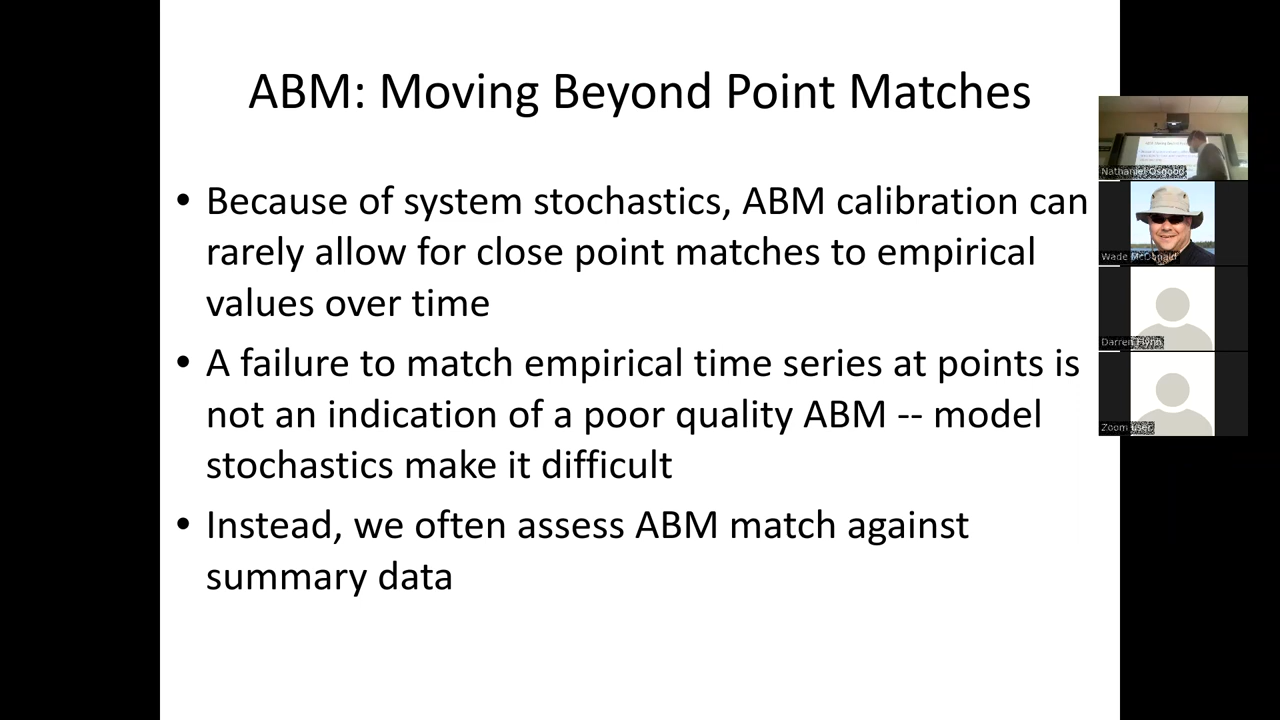 ABM: Moving Beyond Point Matches
• Because of system stochastics, ABM calibration can
rarely allow for close point matches to empirical
values over time
• A failure to match empirical time series at points is
not an indication of a poor quality ABM -- model
stochastics make it difficult
• Instead, we often assess ABM match against
summary data
Nathaniel Osgood
Wade McDonald
Darren Flynn
Zoom user